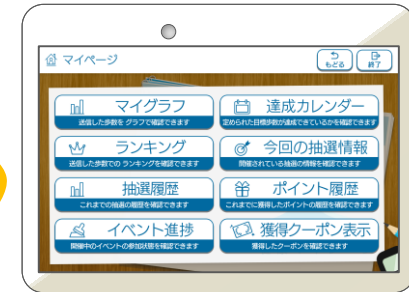 マイページ
もどる
終了
マイグラフ
送信した歩数を グラフで確認できます
達成カレンダー
定められた目標歩数が達成できているかを確認できます
ランキング
送信した歩数での ランキングを確認できます
今回の抽選情報
開催されている抽選の情報を確認できます
抽選履歴
これまでの抽選の履歴を確認できます
ポイント履歴
これまでに獲得したポイントの履歴を確認できます
イベント進捗
開催中のイベントの参加状態を確認できます
獲得クーポン表示
獲得したクーポンを確認できます